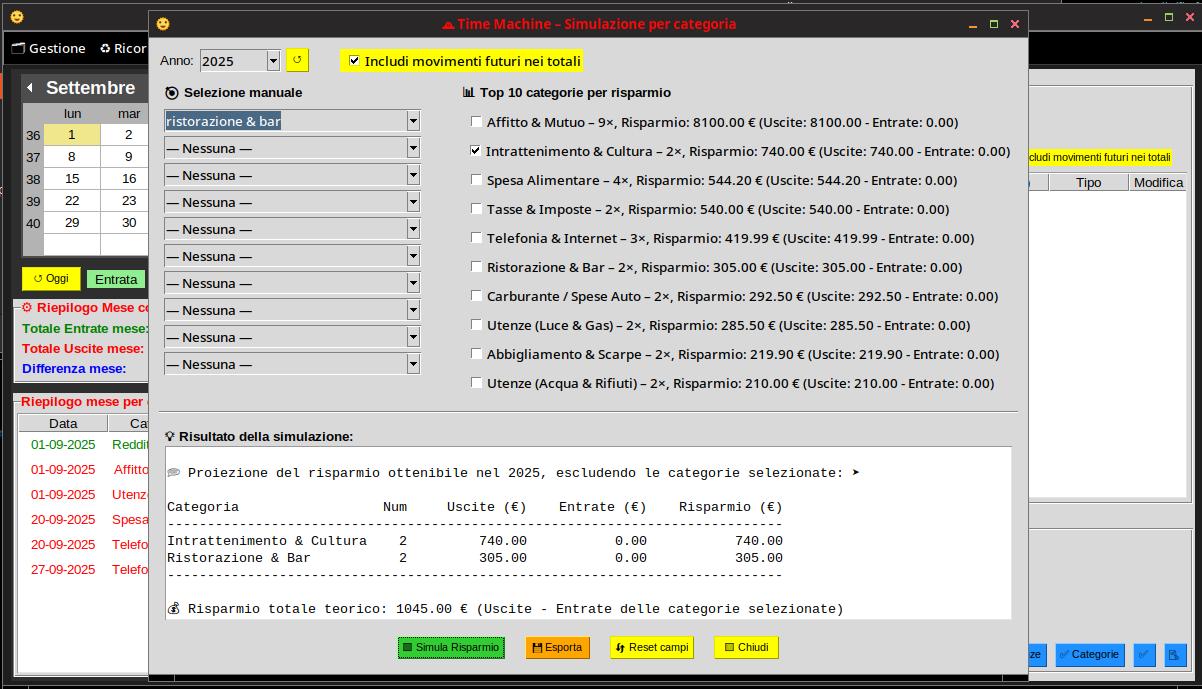 Time Machine – Simulazione per categoria
Gestione
Ricor
Anno: 2025
Includi movimenti futuri nei totali
Settembre
lun mar
36 1 2
37 8 9
38 15 16
39 22 23
40 29 30
Oggi Entrata
Riepilogo Mese co
Totale Entrate mese:
Totale Uscite mese:
Differenza mese:
Riepilogo mese per
Data Ca
01-09-2025 Reddit
01-09-2025 Affitto
01-09-2025 Utenze
20-09-2025 Spesa
20-09-2025 Telefo
27-09-2025 Telefo
Selezione manuale
ristorazione & bar
— Nessuna —
— Nessuna —
— Nessuna —
— Nessuna —
— Nessuna —
— Nessuna —
— Nessuna —
— Nessuna —
— Nessuna —
Top 10 categorie per risparmio
Affitto & Mutuo – 9×, Risparmio: 8100.00 € (Uscite: 8100.00 - Entrate: 0.00)
Intrattenimento & Cultura – 2×, Risparmio: 740.00 € (Uscite: 740.00 - Entrate: 0.00)
Spesa Alimentare – 4×, Risparmio: 544.20 € (Uscite: 544.20 - Entrate: 0.00)
Tasse & Imposte – 2×, Risparmio: 540.00 € (Uscite: 540.00 - Entrate: 0.00)
Telefonia & Internet – 3×, Risparmio: 419.99 € (Uscite: 419.99 - Entrate: 0.00)
Ristorazione & Bar – 2×, Risparmio: 305.00 € (Uscite: 305.00 - Entrate: 0.00)
Carburante / Spese Auto – 2×, Risparmio: 292.50 € (Uscite: 292.50 - Entrate: 0.00)
Utenze (Luce & Gas) – 2×, Risparmio: 285.50 € (Uscite: 285.50 - Entrate: 0.00)
Abbigliamento & Scarpe – 2×, Risparmio: 219.90 € (Uscite: 219.90 - Entrate: 0.00)
Utenze (Acqua & Rifiuti) – 2×, Risparmio: 210.00 € (Uscite: 210.00 - Entrate: 0.00)
cludi movimenti futuri nei totali
) Tipo Modifica
Risultato della simulazione:
Proiezione del risparmio ottenibile nel 2025, escludendo le categorie selezionate: ➤
Categoria Num Uscite (€) Entrate (€) Risparmio (€)
-----------------------------------------------------------------------------
Intrattenimento & Cultura 2 740.00 0.00 740.00
Ristorazione & Bar 2 305.00 0.00 305.00
-----------------------------------------------------------------------------
Risparmio totale teorico: 1045.00 € (Uscite - Entrate delle categorie selezionate)
Simula Risparmio Esporta Reset campi Chiudi
ze Categorie